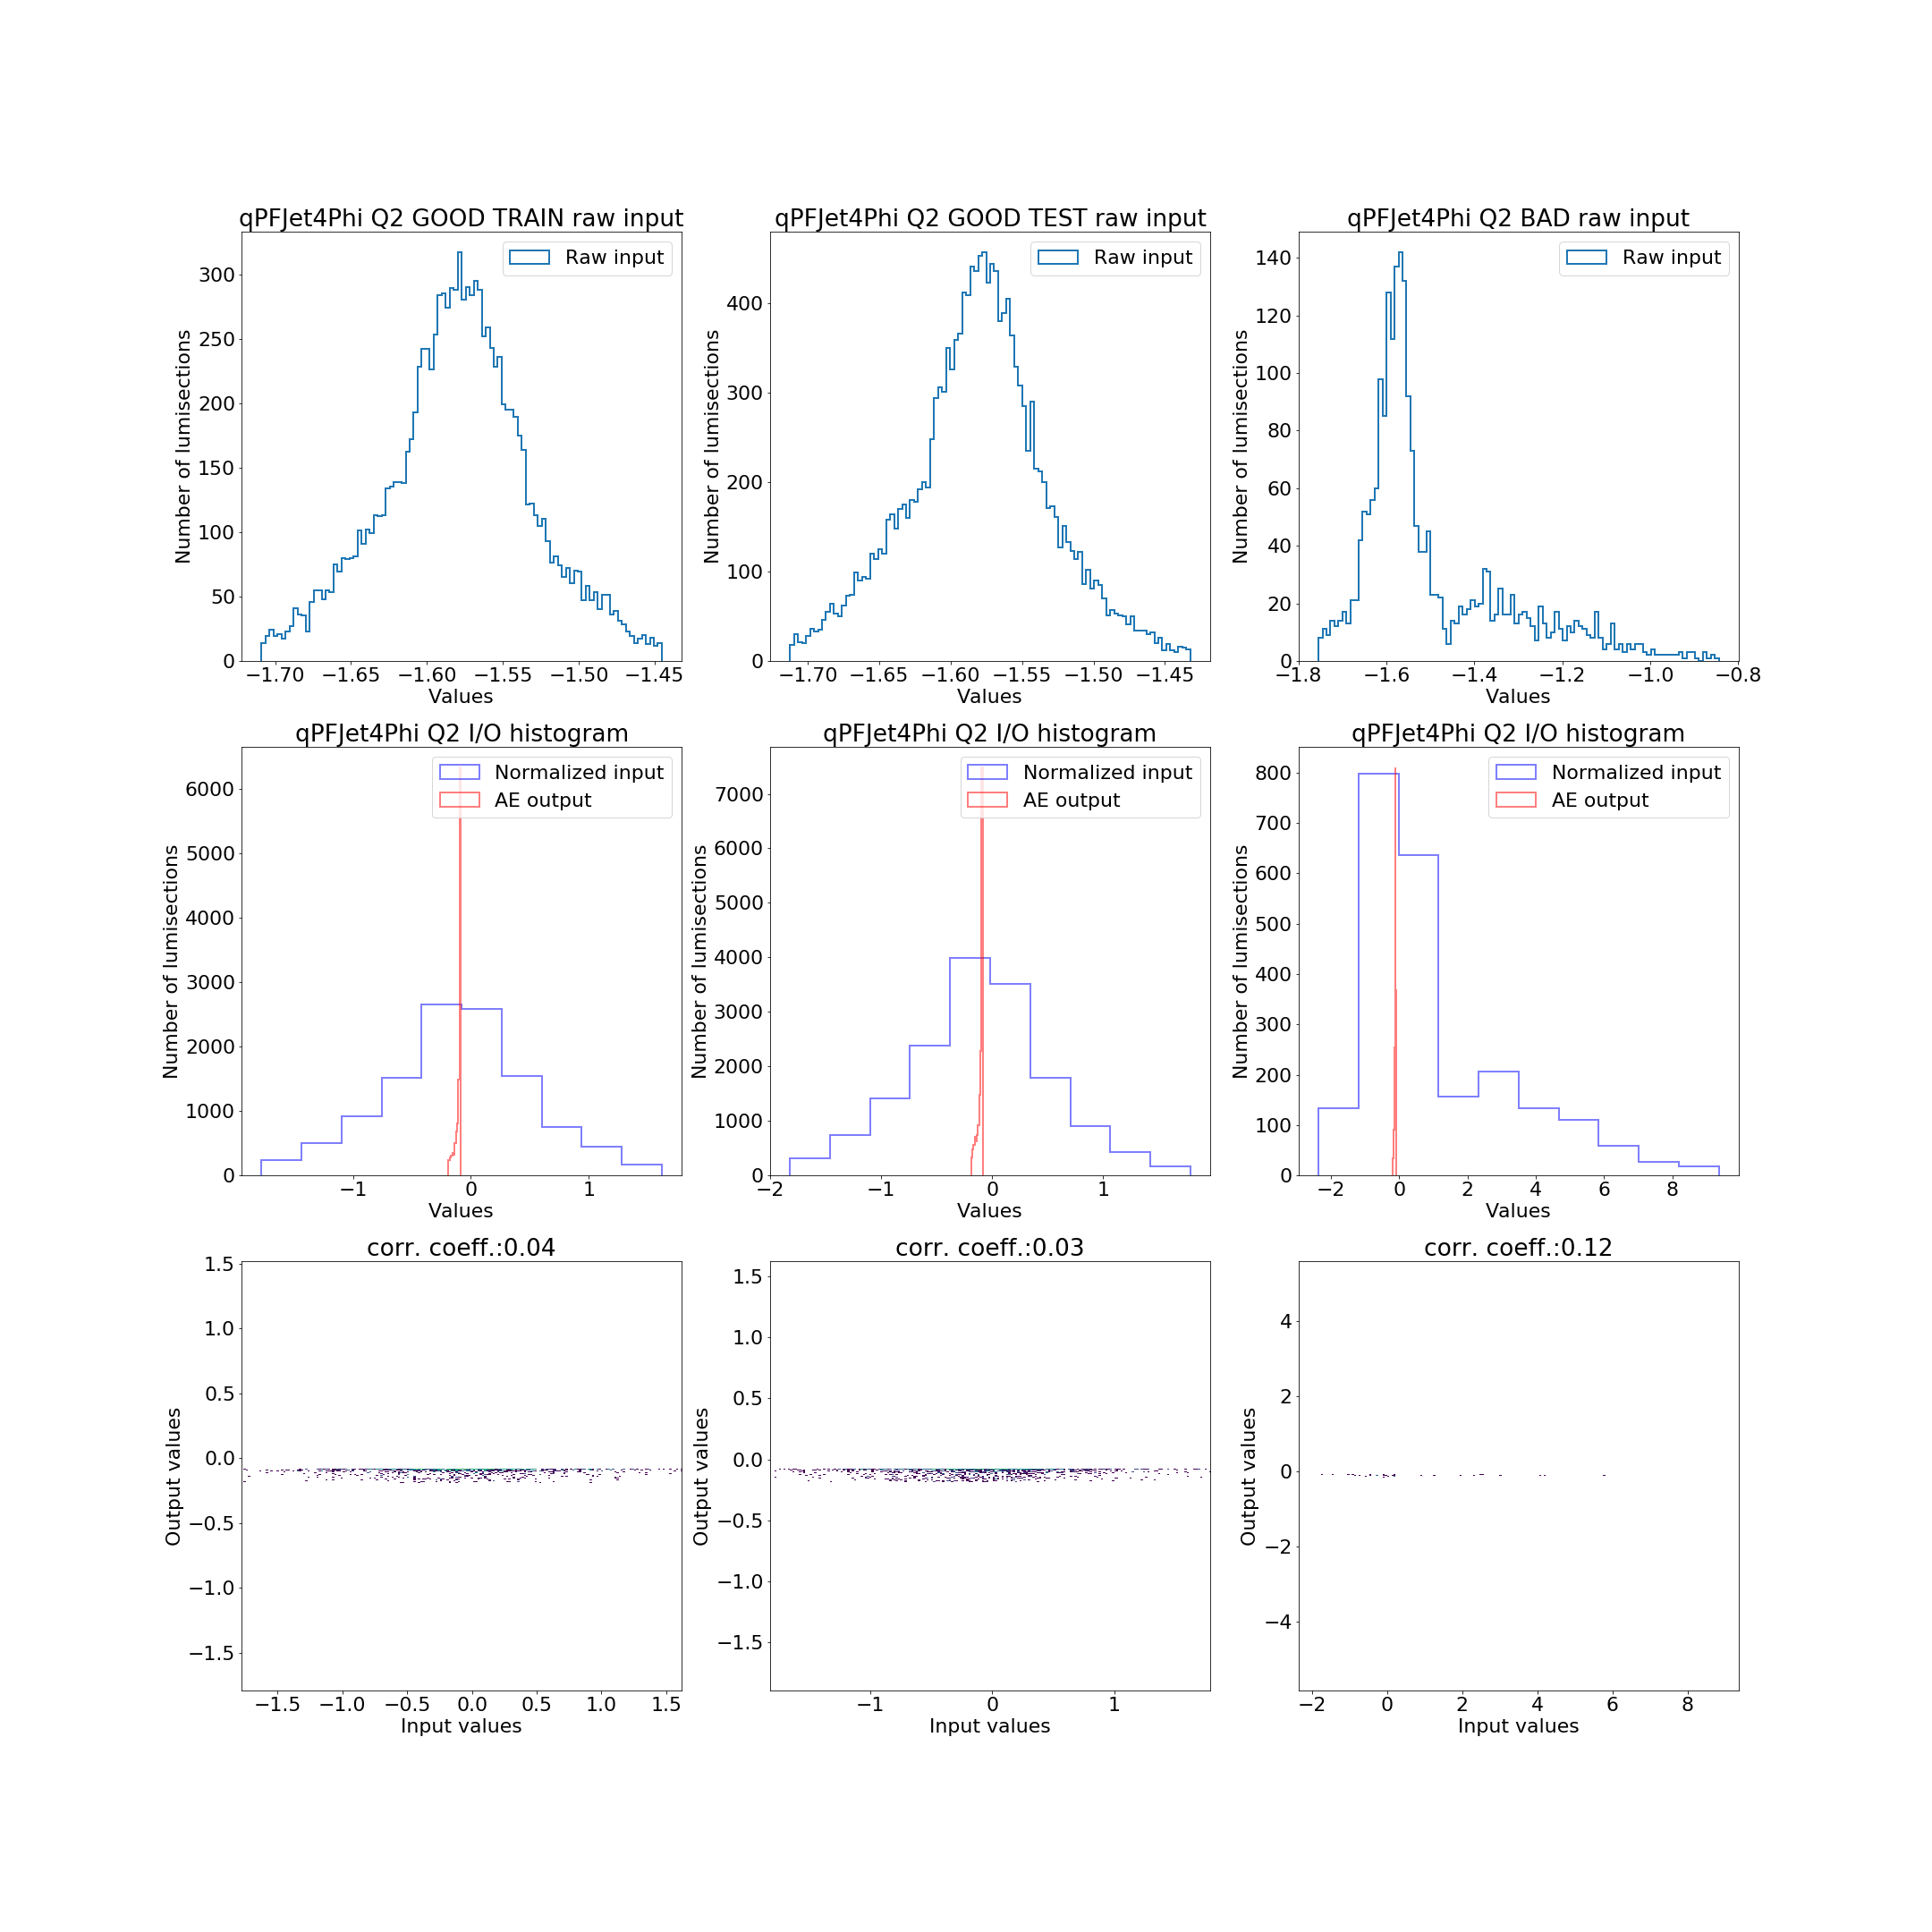 qPFJet4Phi Q2 GOOD TRAIN raw input
Raw input
Number of lumisections
300
250
200
150
100
50
0
−1.70 −1.65 −1.60 −1.55 −1.50 −1.45
Values
qPFJet4Phi Q2 GOOD TEST raw input
Raw input
Number of lumisections
400
300
200
100
0
−1.70 −1.65 −1.60 −1.55 −1.50 −1.45
Values
qPFJet4Phi Q2 BAD raw input
Raw input
Number of lumisections
140
120
100
80
60
40
20
0
−1.8 −1.6 −1.4 −1.2 −1.0 −0.8
Values
qPFJet4Phi Q2 I/O histogram
Normalized input
AE output
Number of lumisections
6000
5000
4000
3000
2000
1000
0
−1 0 1
Values
qPFJet4Phi Q2 I/O histogram
Normalized input
AE output
Number of lumisections
7000
6000
5000
4000
3000
2000
1000
0
−2 −1 0 1
Values
qPFJet4Phi Q2 I/O histogram
Normalized input
AE output
Number of lumisections
800
700
600
500
400
300
200
100
0
−2 0 2 4 6 8
Values
corr. coeff.:0.04
Output values
1.5
1.0
0.5
0.0
−0.5
−1.0
−1.5
−1.5 −1.0 −0.5 0.0 0.5 1.0 1.5
Input values
corr. coeff.:0.03
Output values
1.5
1.0
0.5
0.0
−0.5
−1.0
−1.5
−1 0 1
Input values
corr. coeff.:0.12
Output values
4
2
0
−2
−4
−2 0 2 4 6 8
Input values